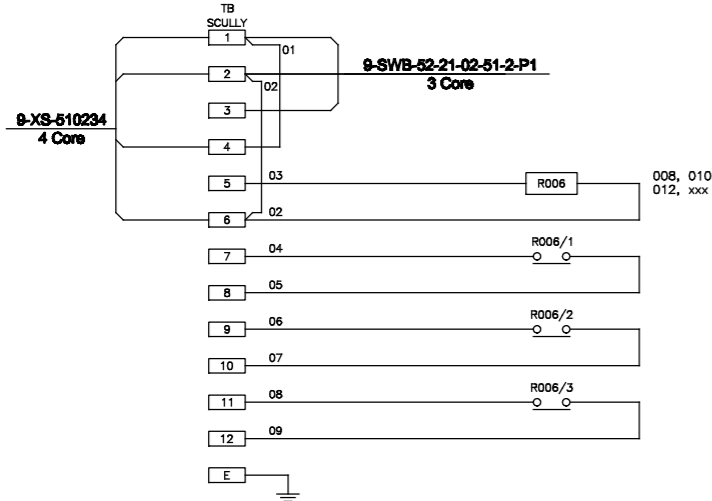 TB
SCULLY
1
01
9-SWB-52-21-02-51-2-P1
3 Core
2
02
3
9-XS-510234
4 Core
4
5
03
R006
008, 010
012, xxx
6
02
7
04
R006/1
8
05
9
06
R006/2
10
07
11
08
R006/3
12
09
E